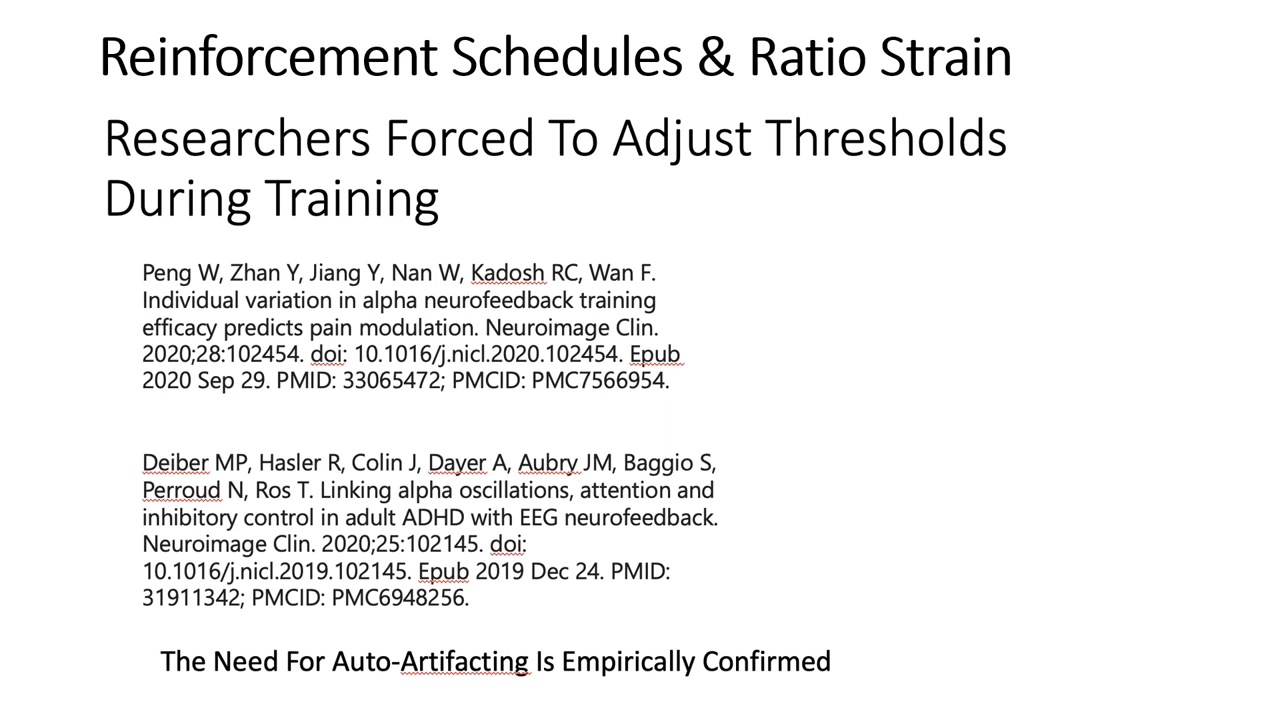 Reinforcement Schedules & Ratio Strain
Researchers Forced To Adjust Thresholds
During Training
Peng W, Zhan Y, Jiang Y, Nan W, Kadosh RC, Wan F.
Individual variation in alpha neurofeedback training
efficacy predicts pain modulation. Neuroimage Clin.
2020;28:102454. doi: 10.1016/j.nicl.2020.102454. Epub
2020 Sep 29. PMID: 33065472; PMCID: PMC7566954.
Deiber MP, Hasler R, Colin J, Dayer A, Aubry JM, Baggio S,
Perroud N, Ros T. Linking alpha oscillations, attention and
inhibitory control in adult ADHD with EEG neurofeedback.
Neuroimage Clin. 2020;25:102145. doi:
10.1016/j.nicl.2019.102145. Epub 2019 Dec 24. PMID:
31911342; PMCID: PMC6948256.
The Need For Auto-Artifacting Is Empirically Confirmed